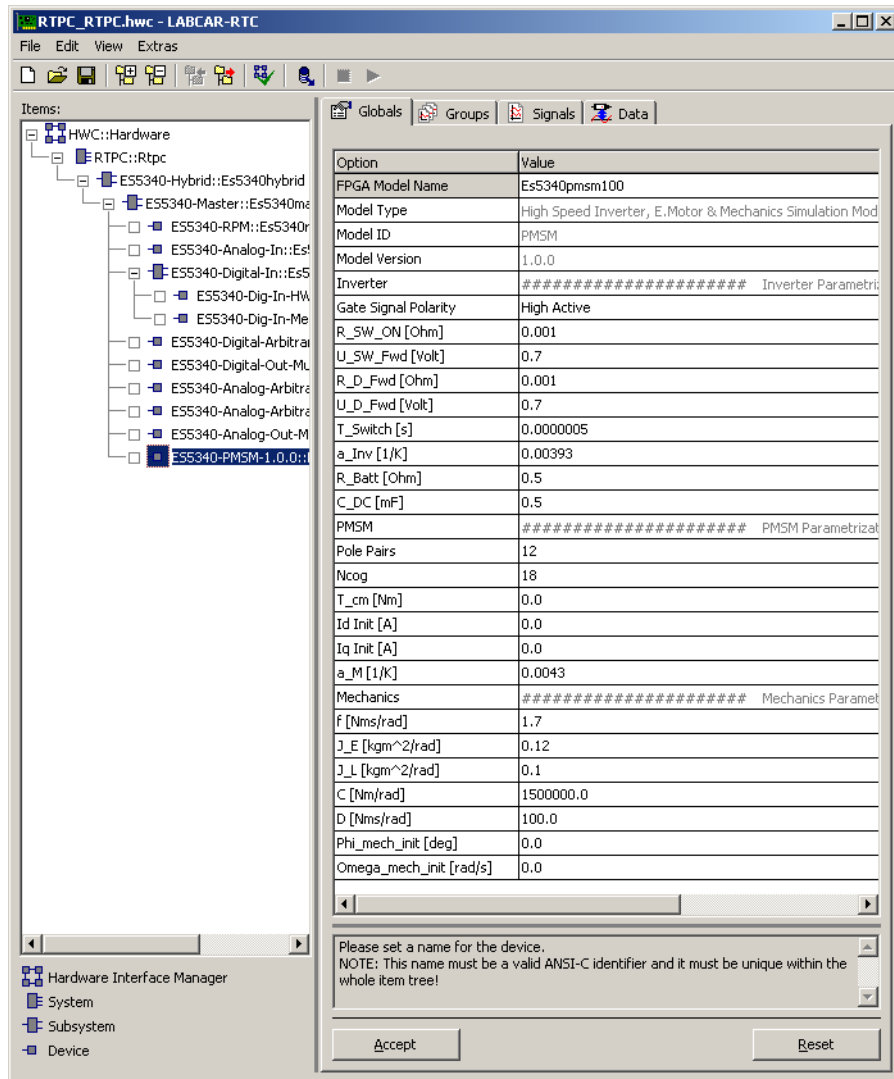 RTPC_RTPC.hwc - LABCAR-RTC
File Edit View Extras
Items:
HWC::Hardware
RTPC::Rtpc
ES5340-Hybrid::Es5340hybrid
ES5340-Master::Es5340ma
ES5340-RPM::Es5340r
ES5340-Analog-In::Es5
ES5340-Digital-In::Es5
ES5340-Dig-In-HW
ES5340-Dig-In-Me
ES5340-Digital-Arbitrar
ES5340-Digital-Out-Mu
ES5340-Analog-Arbitra
ES5340-Analog-Arbitra
ES5340-Analog-Out-M
ES5340-PMSM-1.0.0::
Hardware Interface Manager
System
Subsystem
Device
Globals Groups Signals Data
Option Value
FPGA Model Name Es5340pmsm100
Model Type High Speed Inverter, E.Motor & Mechanics Simulation Mod
Model ID PMSM
Model Version 1.0.0
Inverter ###################### Inverter Parametriz
Gate Signal Polarity High Active
R_SW_ON [Ohm] 0.001
U_SW_Fwd [Volt] 0.7
R_D_Fwd [Ohm] 0.001
U_D_Fwd [Volt] 0.7
T_Switch [s] 0.0000005
a_Inv [1/K] 0.00393
R_Batt [Ohm] 0.5
C_DC [mF] 0.5
PMSM ###################### PMSM Parametrizat
Pole Pairs 12
Ncog 18
T_cm [Nm] 0.0
Id Init [A] 0.0
Iq Init [A] 0.0
a_M [1/K] 0.0043
Mechanics ###################### Mechanics Paramet
f [Nms/rad] 1.7
J_E [kgm^2/rad] 0.12
J_L [kgm^2/rad] 0.1
C [Nm/rad] 1500000.0
D [Nms/rad] 100.0
Phi_mech_init [deg] 0.0
Omega_mech_init [rad/s] 0.0
Please set a name for the device.
NOTE: This name must be a valid ANSI-C identifier and it must be unique within the
whole item tree!
Accept Reset